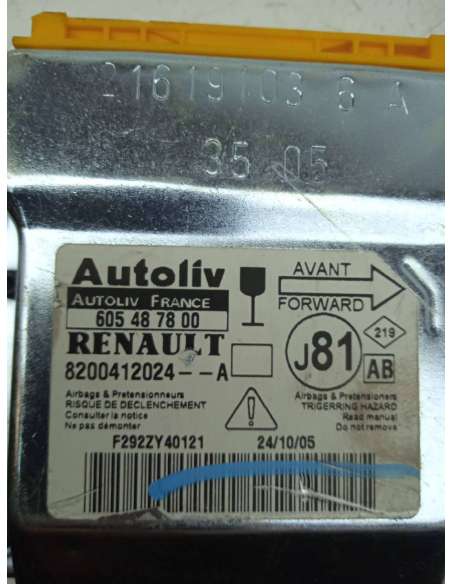 21619103 6 A
35 05
Autoliv
AUTOLIV FRANCE
605 48 78 00
RENAULT
8200412024--A
AVANT
FORWARD
J81
219
AB
Airbags & Pretensionneurs
RISQUE DE DECLENCHEMENT
Consulter la notice
Ne pas démonter
Airbags & Pretensioners
TRIGERRING HAZARD
Read manual
Do not remove
F292ZY40121
24/10/05